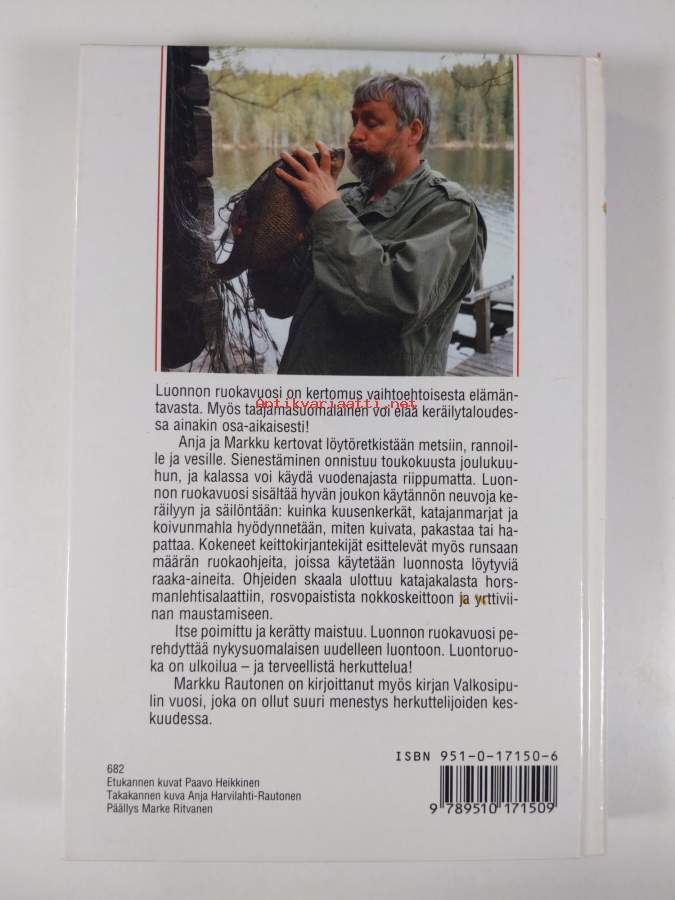 Luonnon ruokavuosi on kertomus vaihtoehtoisesta elämän-
tavasta. Myös taajamasuomalainen voi elää keräilytaloudes-
Antikvariaatti.net
sa ainakin osa-aikaisesti!
Anja ja Markku kertovat löytöretkistään metsiin, rannoil-
le ja vesille. Sienestäminen onnistuu toukokuusta joulukuu-
hun, ja kalassa voi käydä vuodenajasta riippumatta. Luon-
non ruokavuosi sisältää hyvän joukon käytännön neuvoja ke-
räilyyn ja säilöntään: kuinka kuusenkerkät, katajanmarjat ja
koivunmahla hyödynnetään, miten kuivata, pakastaa tai ha-
pattaa. Kokeneet keittokirjantekijät esittelevät myös runsaan
määrän ruokaohjeita, joissa käytetään luonnosta löytyviä
raaka-aineita. Ohjeiden skaala ulottuu katajakalasta hors-
manlehtisalaattiin, rosvopaistista nokkoskeittoon ja yrttivii-
nan maustamiseen.
Itse poimittu ja kerätty maistuu. Luonnon ruokavuosi pe-
rehdyttää nykysuomalaisen uudelleen luontoon. Luontoruo-
ka on ulkoilua – ja terveellistä herkuttelua!
Markku Rautonen on kirjoittanut myös kirjan Valkosipu-
lin vuosi, joka on ollut suuri menestys herkuttelijoiden kes-
kuudessa.
ISBN 951-0-17150-6
682
Etukannen kuvat Paavo Heikkinen
Takakannen kuva Anja Harvilahti-Rautonen
Päällys Marke Ritvanen
9 789510 171509